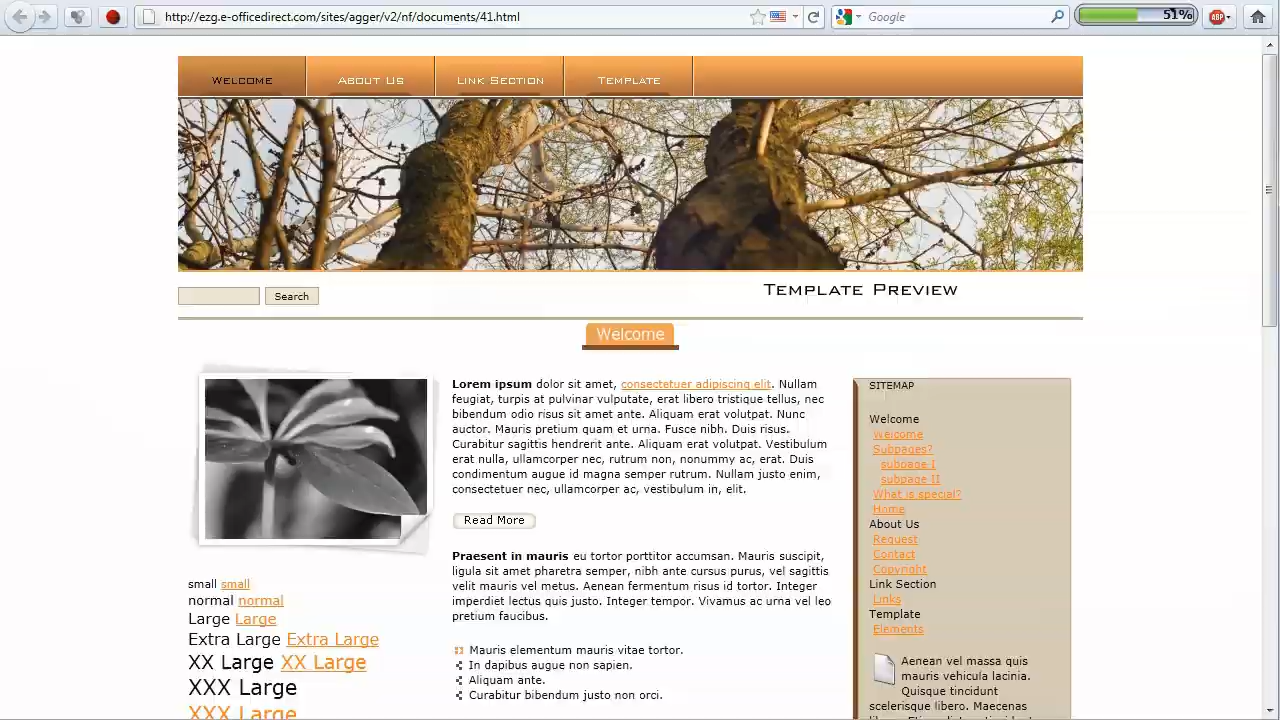 http://ezg.e-officedirect.com/sites/agger/v2/nf/documents/41.html
Google
51%
ABP
Welcome
About Us
Link Section
Template
Search
Template Preview
Welcome
Lorem ipsum dolor sit amet, consectetuer adipiscing elit. Nullam
feugiat, turpis at pulvinar vulputate, erat libero tristique tellus, nec
bibendum odio risus sit amet ante. Aliquam erat volutpat. Nunc
auctor. Mauris pretium quam et urna. Fusce nibh. Duis risus.
Curabitur sagittis hendrerit ante. Aliquam erat volutpat. Vestibulum
erat nulla, ullamcorper nec, rutrum non, nonummy ac, erat. Duis
condimentum augue id magna semper rutrum. Nullam justo enim,
consectetuer nec, ullamcorper ac, vestibulum in, elit.
Read More
Praesent in mauris eu tortor porttitor accumsan. Mauris suscipit,
ligula sit amet pharetra semper, nibh ante cursus purus, vel sagittis
velit mauris vel metus. Aenean fermentum risus id tortor. Integer
imperdiet lectus quis justo. Integer tempor. Vivamus ac urna vel leo
pretium faucibus.
Mauris elementum mauris vitae tortor.
In dapibus augue non sapien.
Aliquam ante.
Curabitur bibendum justo non orci.
small small
normal normal
Large Large
Extra Large Extra Large
XX Large XX Large
XXX Large
XXX Large
SITEMAP
Welcome
Welcome
Subpages?
subpage I
subpage II
What is special?
Home
About Us
Request
Contact
Copyright
Link Section
Links
Template
Elements
Aenean vel massa quis
mauris vehicula lacinia.
Quisque tincidunt
scelerisque libero. Maecenas